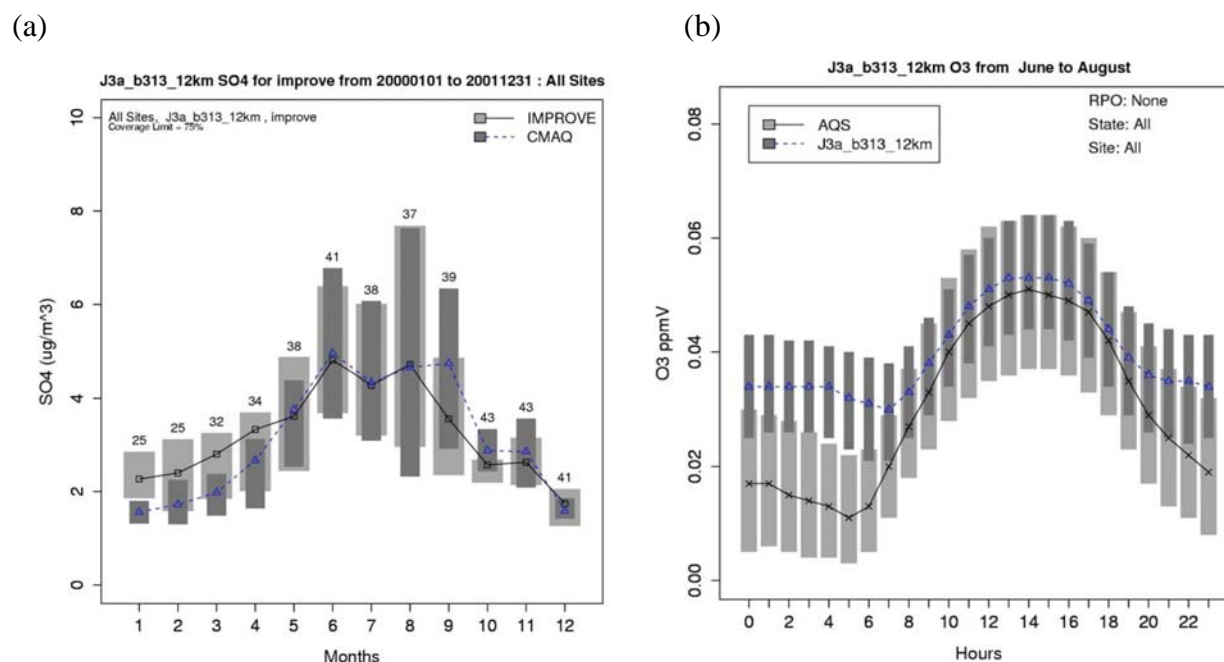 (a)
J3a_b313_12km SO4 for improve from 20000101 to 20011231 : All Sites
All Sites, J3a_b313_12km , improve
Coverage Limit = 75%
IMPROVE
CMAQ
SO4 (ug/m^3)
10
8
6
4
2
0
25
25
32
34
38
41
38
37
39
43
43
41
1 2 3 4 5 6 7 8 9 10 11 12
Months
(b)
J3a_b313_12km O3 from June to August
AQS
J3a_b313_12km
RPO: None
State: All
Site: All
O3 ppmV
0.08
0.06
0.04
0.02
0.00
0 2 4 6 8 10 12 14 16 18 20 22
Hours